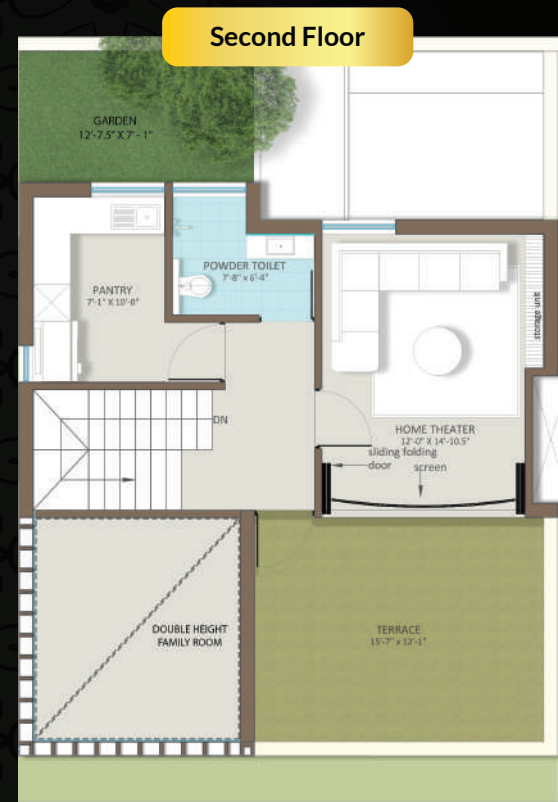 Second Floor
GARDEN
12'-7.5" X 7' - 1"
POWDER TOILET
7'-8" x 6'-4"
PANTRY
7'-1" X 10'-8"
storage unit
DN
HOME THEATER
12'-0" X 14'-10.5"
sliding folding
door
screen
DOUBLE HEIGHT
FAMILY ROOM
TERRACE
15'-7" x 12'-1"